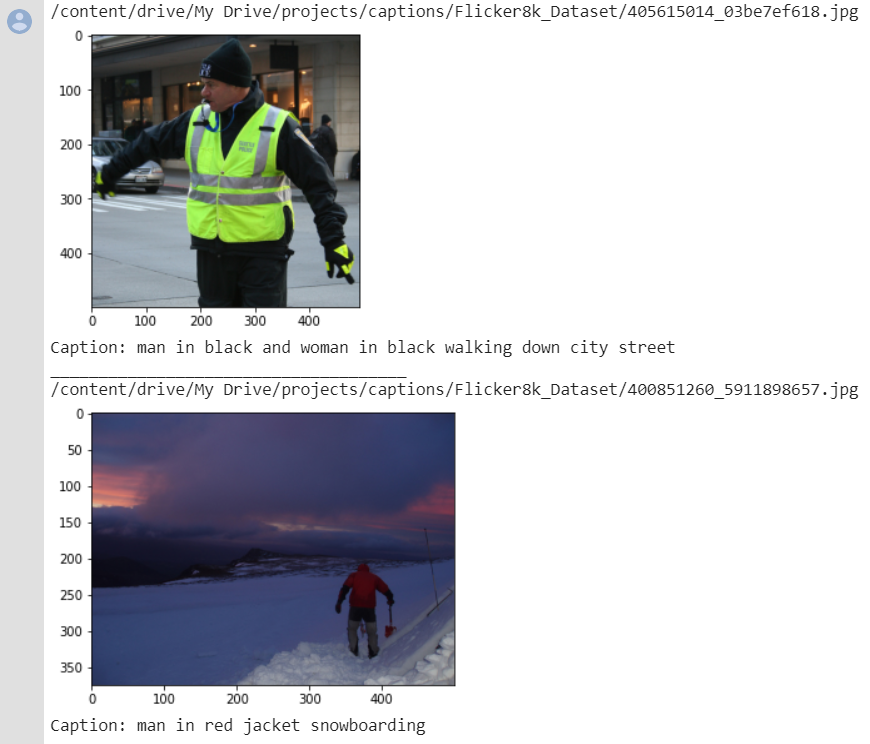 /content/drive/My Drive/projects/captions/Flicker8k_Dataset/405615014_03be7ef618.jpg
0
100
200
300
400
0 100 200 300 400
Caption: man in black and woman in black walking down city street
/content/drive/My Drive/projects/captions/Flicker8k_Dataset/400851260_5911898657.jpg
0
50
100
150
200
250
300
350
0 100 200 300 400
Caption: man in red jacket snowboarding